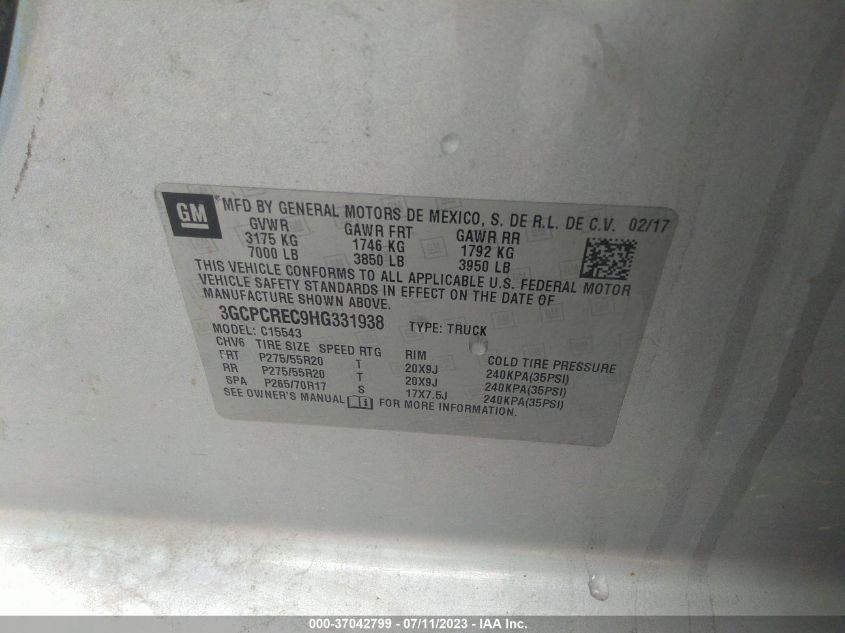 GM MFD BY GENERAL MOTORS DE MEXICO, S. DE R.L. DE C.V. 02/17
GVWR GAWR FRT GAWR RR
3175 KG 1746 KG 1792 KG
7000 LB 3850 LB 3950 LB
THIS VEHICLE CONFORMS TO ALL APPLICABLE U.S. FEDERAL MOTOR
VEHICLE SAFETY STANDARDS IN EFFECT ON THE DATE OF
MANUFACTURE SHOWN ABOVE.
3GCPCREC9HG331938 TYPE: TRUCK
MODEL: C15543
CHV6 TIRE SIZE SPEED RTG RIM COLD TIRE PRESSURE
FRT P275/55R20 T 20X9J 240KPA(35PSI)
RR P275/55R20 T 20X9J 240KPA(35PSI)
SPA P265/70R17 S 17X7.5J 240KPA(35PSI)
SEE OWNER'S MANUAL FOR MORE INFORMATION.
000-37042799 - 07/11/2023 - IAA Inc.